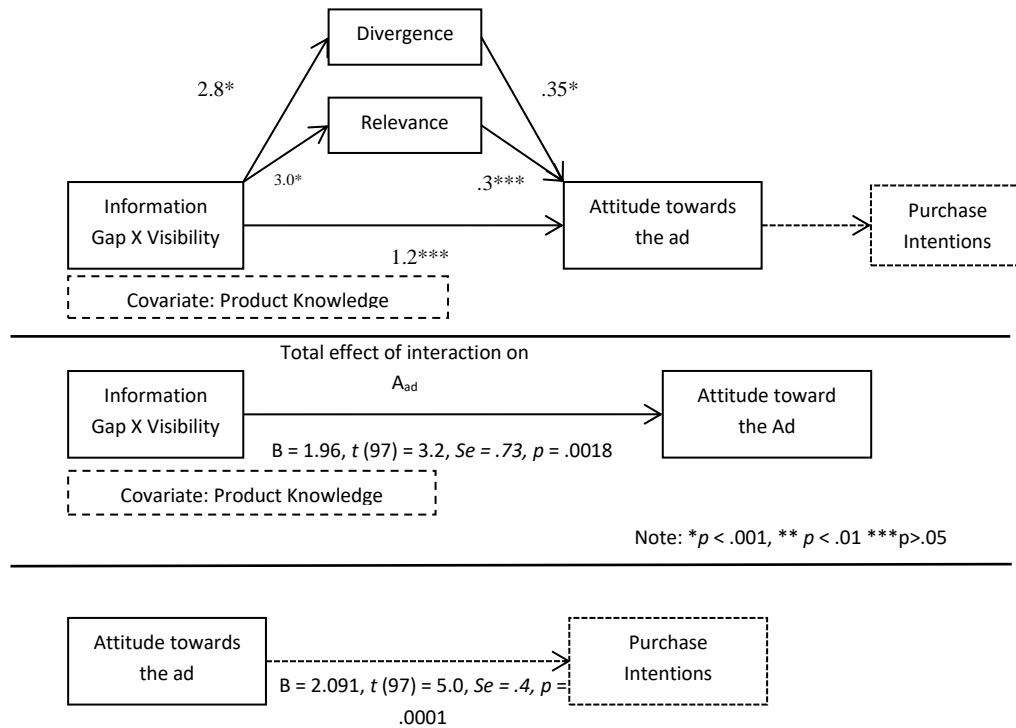 Divergence
2.8*
.35*
Relevance
3.0*
.3***
Information
Gap X Visibility
Attitude towards
the ad
Purchase
Intentions
1.2***
Covariate: Product Knowledge
Total effect of interaction on
Aad
Information
Gap X Visibility
Attitude toward
the Ad
B = 1.96, t (97) = 3.2, Se = .73, p = .0018
Covariate: Product Knowledge
Note: *p < .001, ** p < .01 ***p>.05
Attitude towards
the ad
Purchase
Intentions
B = 2.091, t (97) = 5.0, Se = .4, p =
.0001